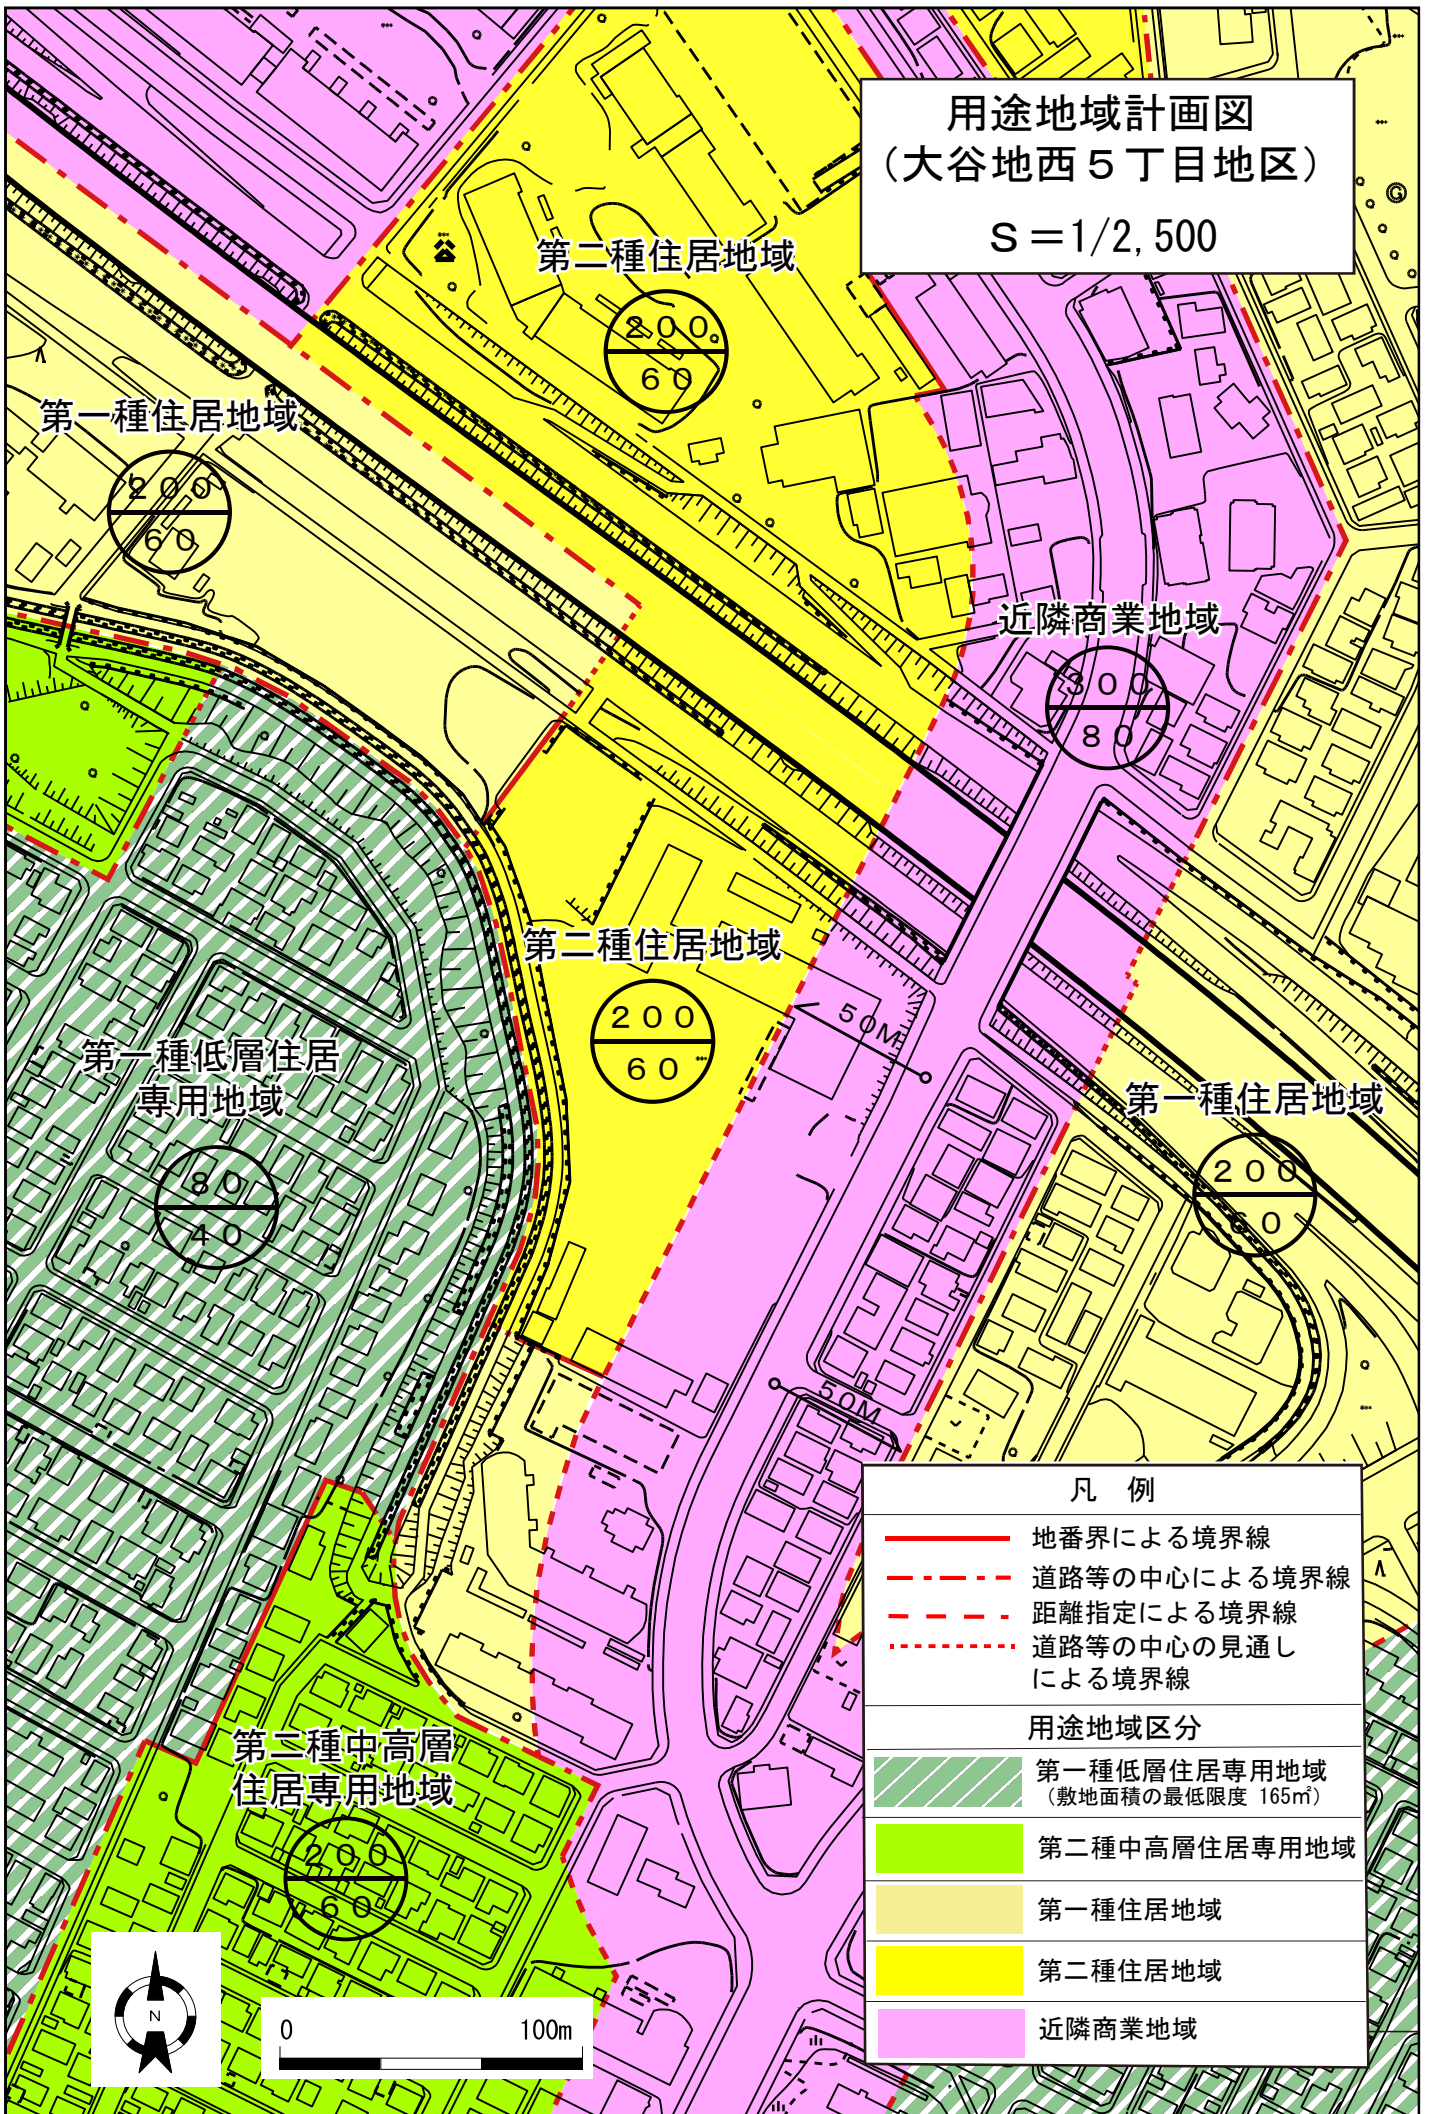 用途地域計画図
（大谷地西５丁目地区）
Ｓ＝1/2,500
第二種住居地域
２００
６０
第一種住居地域
２００
６０
近隣商業地域
３００
８０
第二種住居地域
２００
６０
５０Ｍ
第一種低層住居
専用地域
８０
４０
第一種住居地域
２００
６０
５０Ｍ
第二種中高層
住居専用地域
２００
６０
凡　例
地番界による境界線
道路等の中心による境界線
距離指定による境界線
道路等の中心の見通し
による境界線
用途地域区分
第一種低層住居専用地域
（敷地面積の最低限度 165㎡）
第二種中高層住居専用地域
第一種住居地域
第二種住居地域
近隣商業地域
N
0 100m